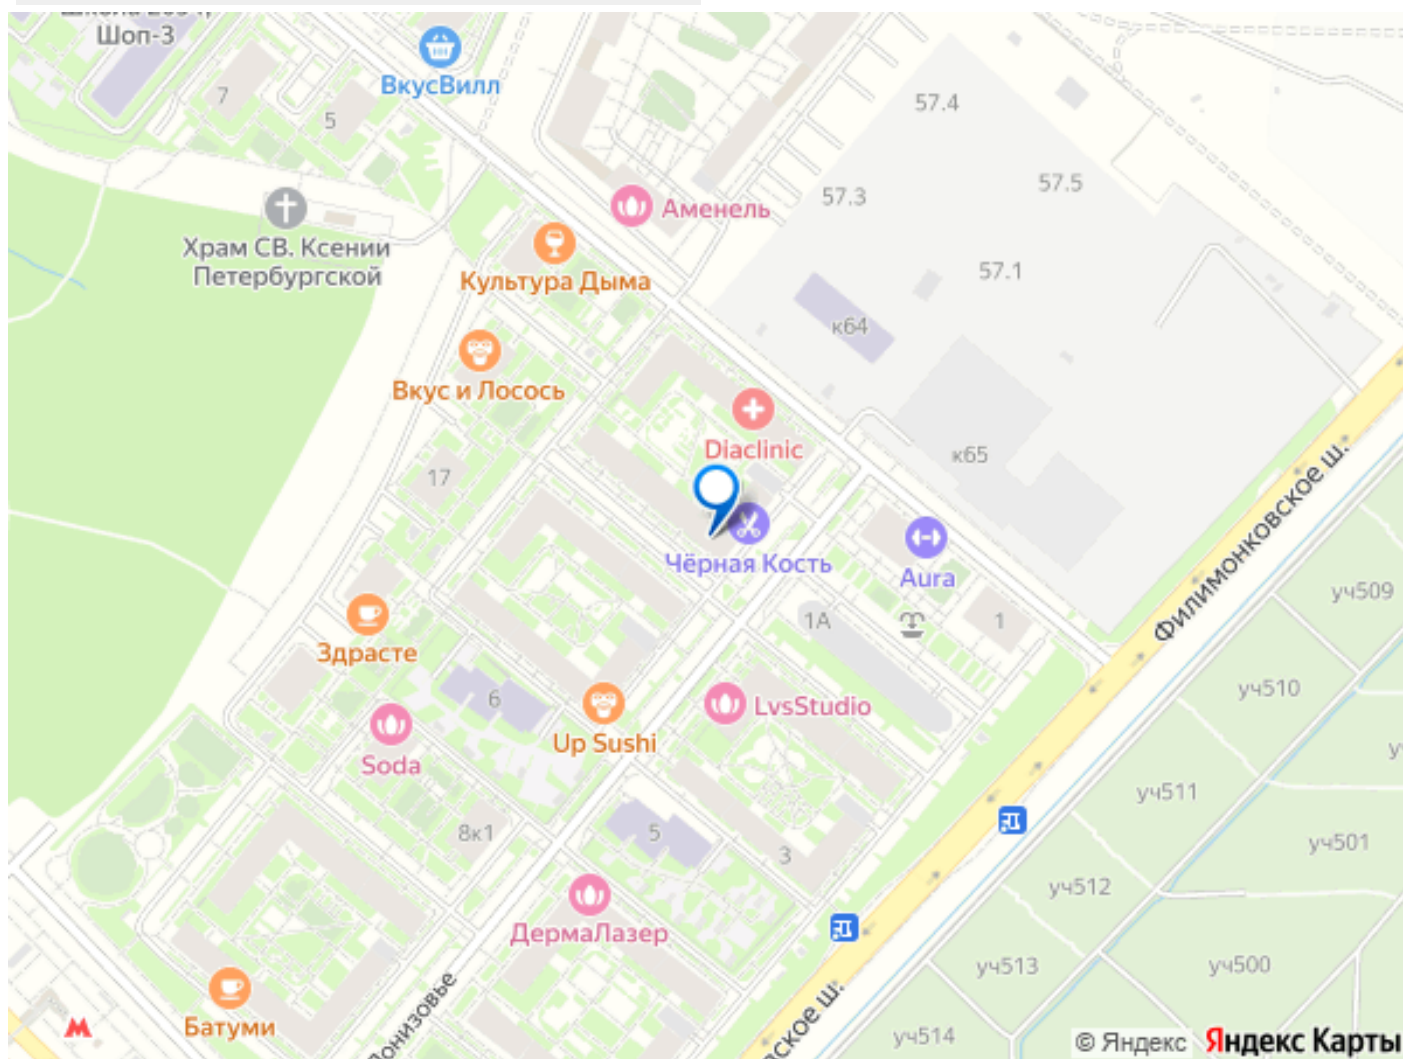 Шоп-3
ВкусВилл
7
5
57.4
57.5
57.3
57.1
Аменель
Храм СВ. Ксении
Петербургской
Культура Дыма
к64
Вкус и Лосось
Diaclinic
к65
17
Чёрная Кость
Aura
Филимонковское ш.
уч509
1А
1
Здрасте
6
уч510
LvsStudio
Up Sushi
Soda
уч511
8к1
5
3
уч501
уч512
ДермаЛазер
уч513
уч500
Батуми
уч514
© Яндекс
Яндекс Карты